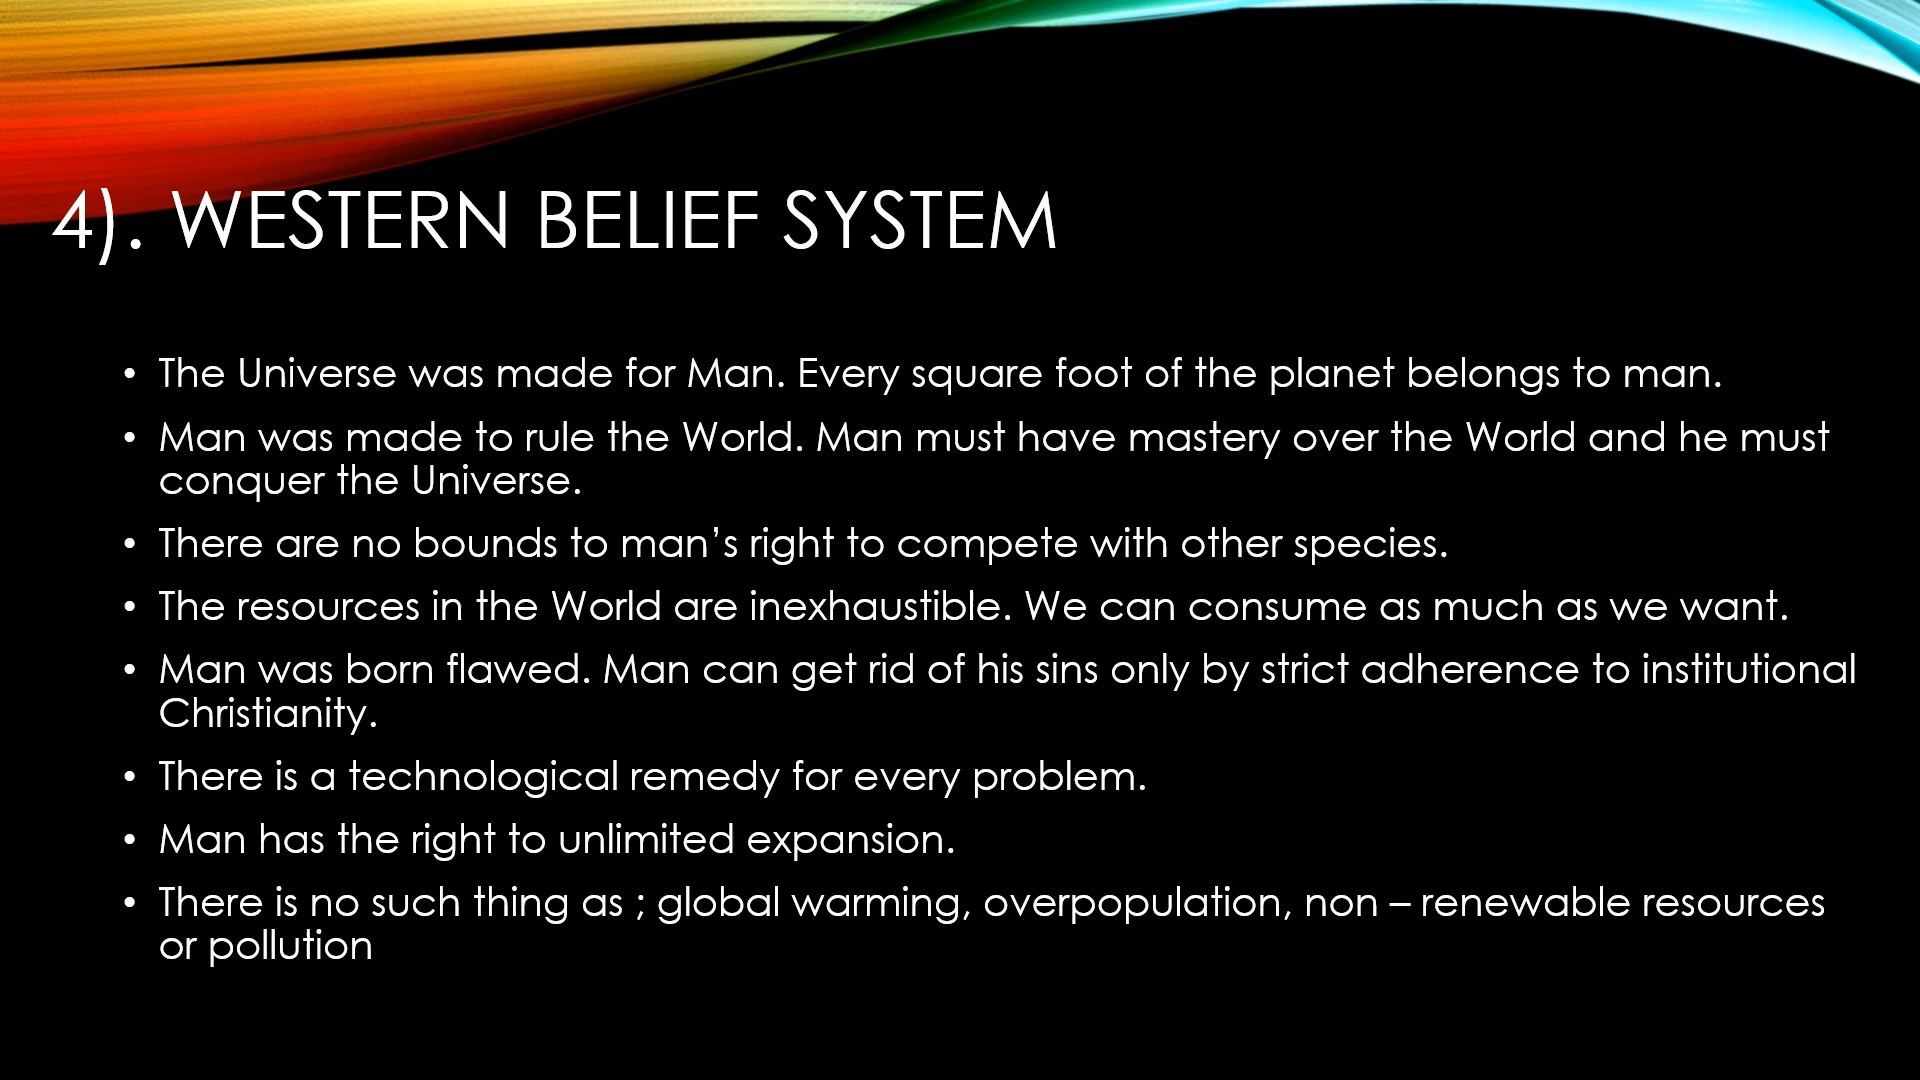 4). WESTERN BELIEF SYSTEM
• The Universe was made for Man. Every square foot of the planet belongs to man.
• Man was made to rule the World. Man must have mastery over the World and he must
conquer the Universe.
• There are no bounds to man’s right to compete with other species.
• The resources in the World are inexhaustible. We can consume as much as we want.
• Man was born flawed. Man can get rid of his sins only by strict adherence to institutional
Christianity.
• There is a technological remedy for every problem.
• Man has the right to unlimited expansion.
• There is no such thing as ; global warming, overpopulation, non – renewable resources
or pollution